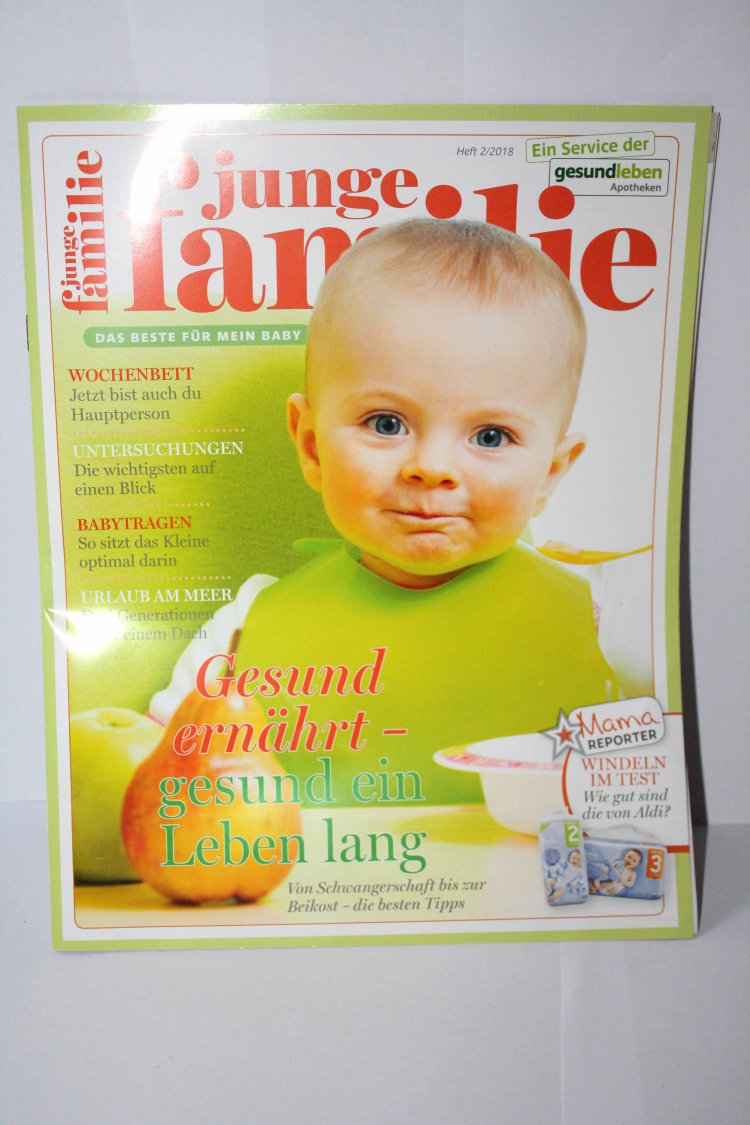 Heft 2/2018
Ein Service der
gesundleben
Apotheken
junge
familie
junge
familie
DAS BESTE FÜR MEIN BABY
WOCHENBETT
Jetzt bist auch du
Hauptperson
UNTERSUCHUNGEN
Die wichtigsten auf
einen Blick
BABYTRAGEN
So sitzt das Kleine
optimal darin
URLAUB AM MEER
Generationen
einem Dach
Gesund
ernährt –
gesund ein
Leben lang
Von Schwangerschaft bis zur
Beikost – die besten Tipps
Mama
REPORTER
WINDELN
IM TEST
Wie gut sind
die von Aldi?
2
3